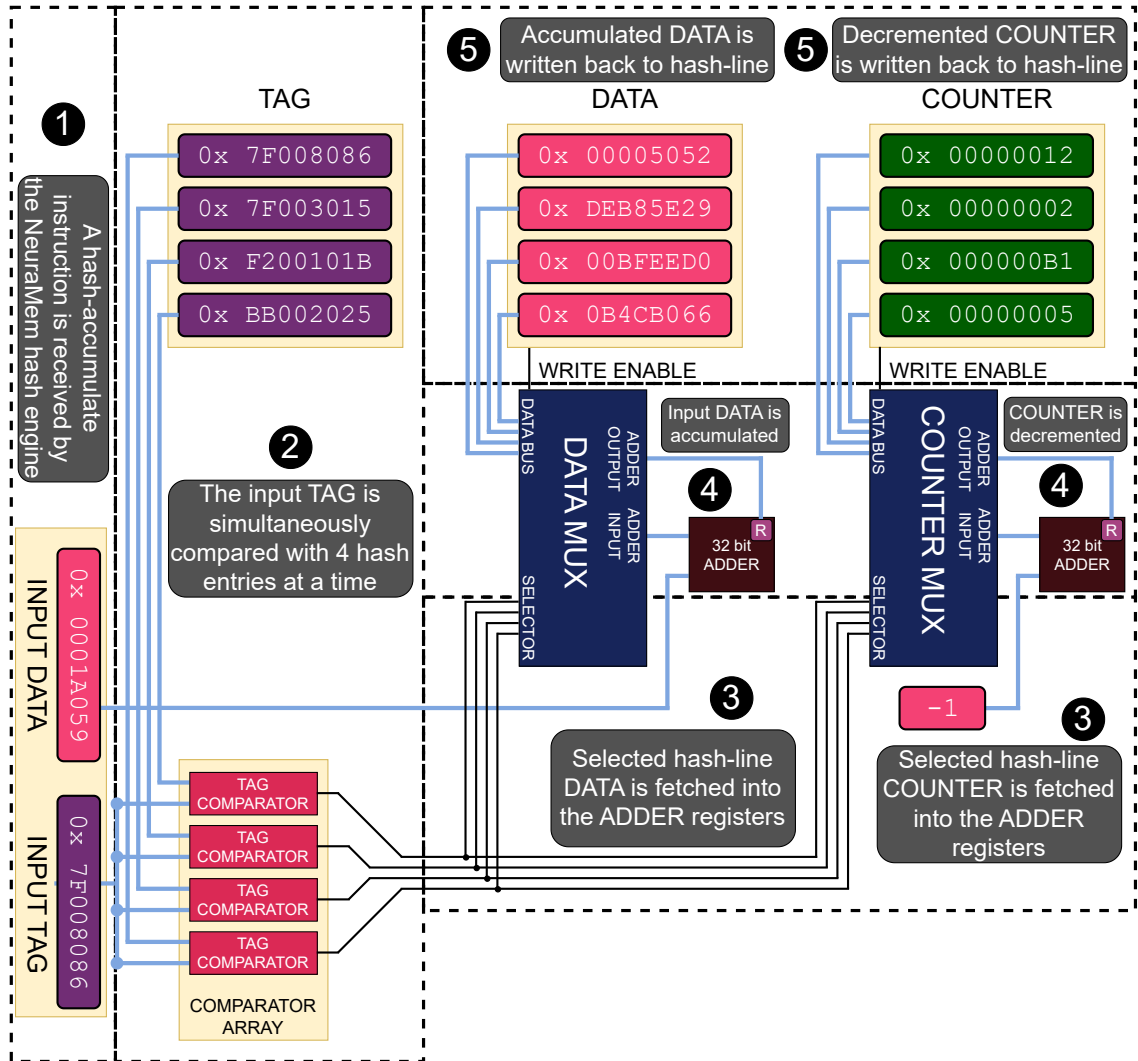 1
A hash-accumulate
instruction is received by
the NeuraMem hash engine
INPUT DATA
0x 0001A059
INPUT TAG
0x 7F008086
TAG
0x 7F008086
0x 7F003015
0x F200101B
0x BB002025
2
The input TAG is
simultaneously
compared with 4 hash
entries at a time
TAG
COMPARATOR
TAG
COMPARATOR
TAG
COMPARATOR
TAG
COMPARATOR
COMPARATOR
ARRAY
5
Accumulated DATA is
written back to hash-line
DATA
0x 00005052
0x DEB85E29
0x 00BFEED0
0x 0B4CB066
WRITE ENABLE
DATA BUS
DATA MUX
ADDER
OUTPUT
ADDER
INPUT
SELECTOR
Input DATA is
accumulated
4
R
32 bit
ADDER
3
Selected hash-line
DATA is fetched into
the ADDER registers
5
Decremented COUNTER
is written back to hash-line
COUNTER
0x 00000012
0x 00000002
0x 000000B1
0x 00000005
WRITE ENABLE
DATA BUS
COUNTER MUX
ADDER
OUTPUT
ADDER
INPUT
SELECTOR
COUNTER is
decremented
4
R
32 bit
ADDER
-1
3
Selected hash-line
COUNTER is fetched
into the ADDER
registers